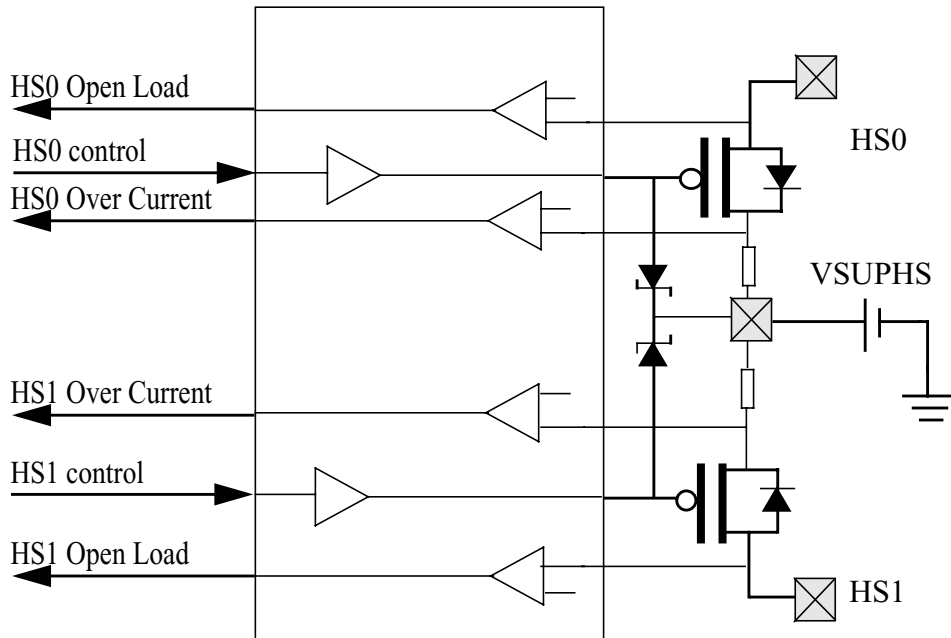 HS0 Open Load
HS0 control
HS0
HS0 Over Current
VSUPHS
HS1 Over Current
HS1 control
HS1 Open Load
HS1